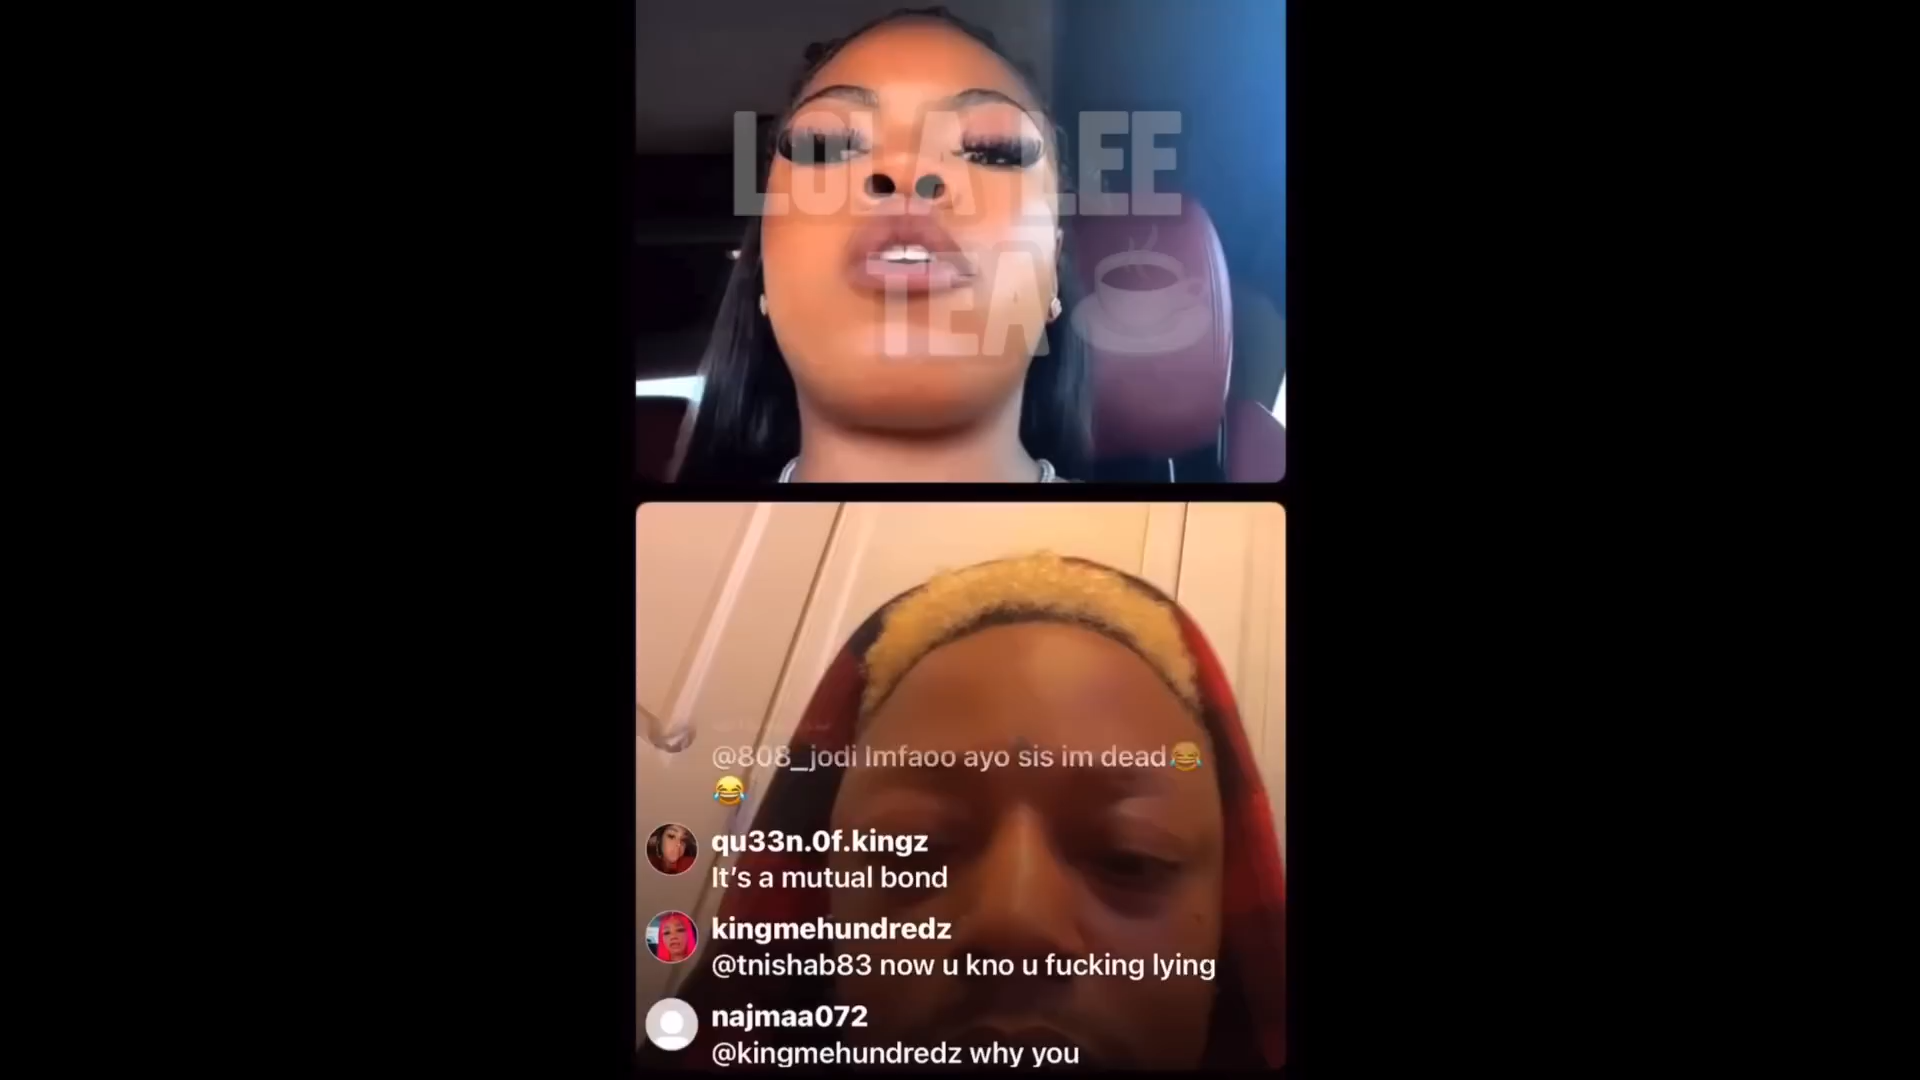 LOLA LEE
TEA
@808_jodi lmfaoo ayo sis im dead😂
😂
qu33n.0f.kingz
It's a mutual bond
kingmehundredz
@tnishab83 now u kno u fucking lying
najmaa072
@kingmehundredz why you